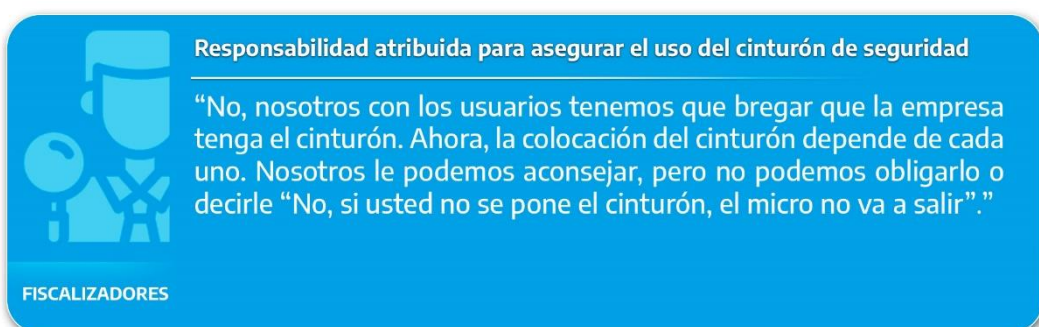 Responsabilidad atribuida para asegurar el uso del cinturón de seguridad
“No, nosotros con los usuarios tenemos que bregar que la empresa
tenga el cinturón. Ahora, la colocación del cinturón depende de cada
uno. Nosotros le podemos aconsejar, pero no podemos obligarlo o
decirle “No, si usted no se pone el cinturón, el micro no va a salir”.”
FISCALIZADORES